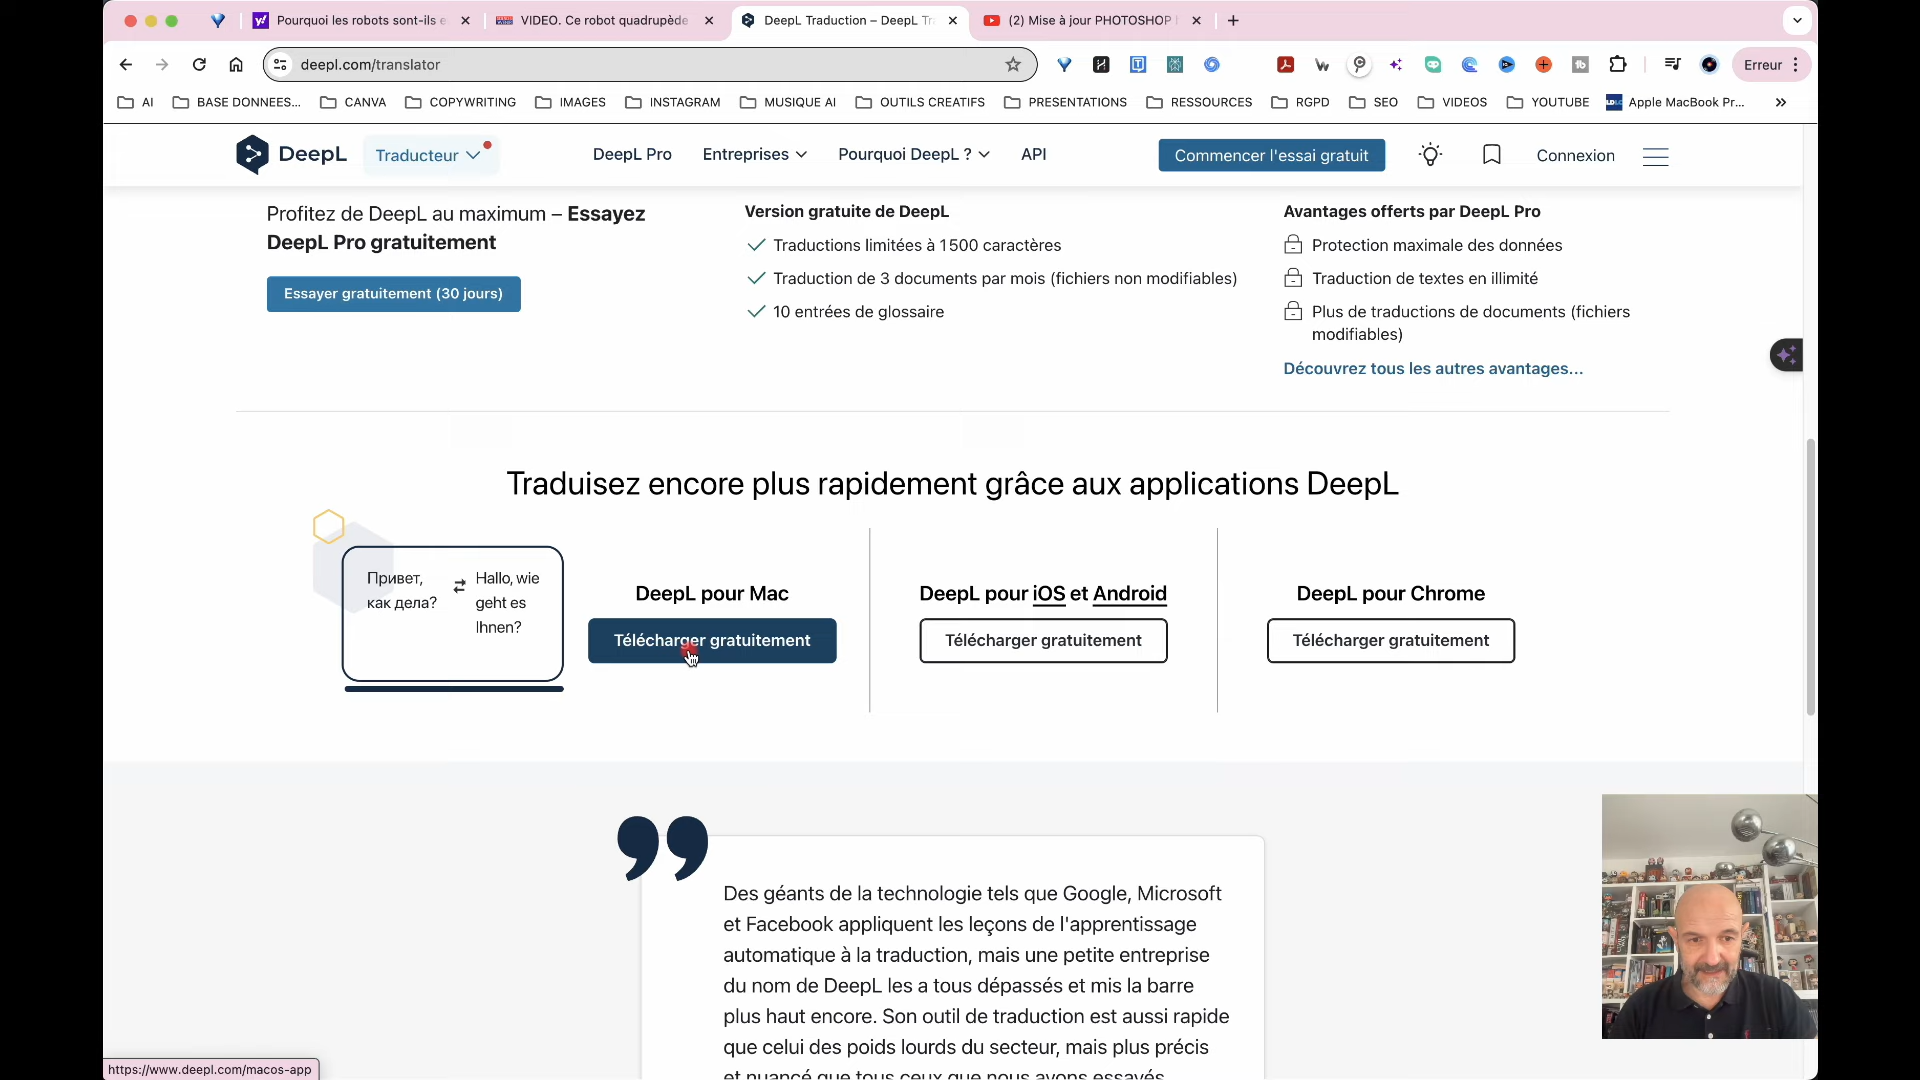 Pourquoi les robots sont-ils e
VIDEO. Ce robot quadrupède
DeepL Traduction – DeepL Tr
(2) Mise à jour PHOTOSHOP
deepl.com/translator
Erreur
AI
BASE DONNEES...
CANVA
COPYWRITING
IMAGES
INSTAGRAM
MUSIQUE AI
OUTILS CREATIFS
PRESENTATIONS
RESSOURCES
RGPD
SEO
VIDEOS
YOUTUBE
Apple MacBook Pr...
DeepL
Traducteur
DeepL Pro
Entreprises
Pourquoi DeepL ?
API
Commencer l'essai gratuit
Connexion
Profitez de DeepL au maximum – Essayez
DeepL Pro gratuitement
Essayer gratuitement (30 jours)
Version gratuite de DeepL
Traductions limitées à 1 500 caractères
Traduction de 3 documents par mois (fichiers non modifiables)
10 entrées de glossaire
Avantages offerts par DeepL Pro
Protection maximale des données
Traduction de textes en illimité
Plus de traductions de documents (fichiers
modifiables)
Découvrez tous les autres avantages...
Traduisez encore plus rapidement grâce aux applications DeepL
Привет,
как дела?
Hallo, wie
geht es
Ihnen?
DeepL pour Mac
Télécharger gratuitement
DeepL pour iOS et Android
Télécharger gratuitement
DeepL pour Chrome
Télécharger gratuitement
Des géants de la technologie tels que Google, Microsoft
et Facebook appliquent les leçons de l'apprentissage
automatique à la traduction, mais une petite entreprise
du nom de DeepL les a tous dépassés et mis la barre
plus haut encore. Son outil de traduction est aussi rapide
que celui des poids lourds du secteur, mais plus précis
et nuancé que tous ceux que nous avons essayés
https://www.deepl.com/macos-app